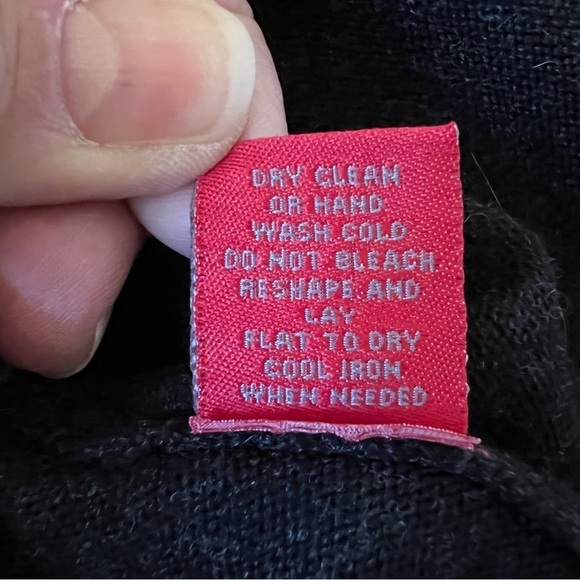 DRY CLEAN
OR HAND
WASH COLD
DO NOT BLEACH
RESHAPE AND
LAY
FLAT TO DRY
COOL IRON
WHEN NEEDED